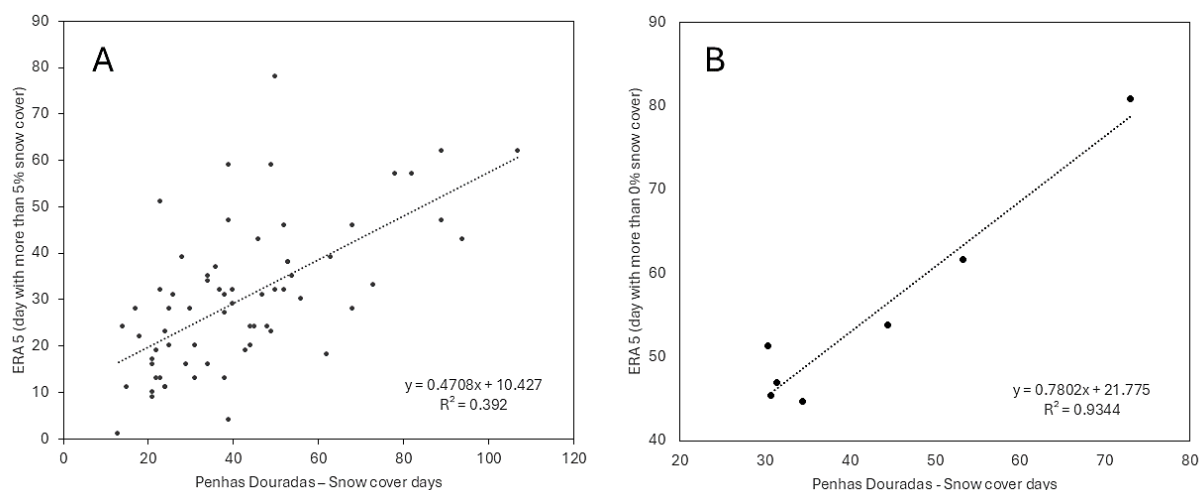 A
90
80
70
60
50
40
30
20
10
0
ERA 5 (day with more than 5% snow cover)
y = 0.4708x + 10.427
R² = 0.392
0 20 40 60 80 100 120
Penhas Douradas – Snow cover days
B
90
80
70
60
50
40
ERA 5 (day with more than 0% snow cover)
y = 0.7802x + 21.775
R² = 0.9344
20 30 40 50 60 70 80
Penhas Douradas - Snow cover days